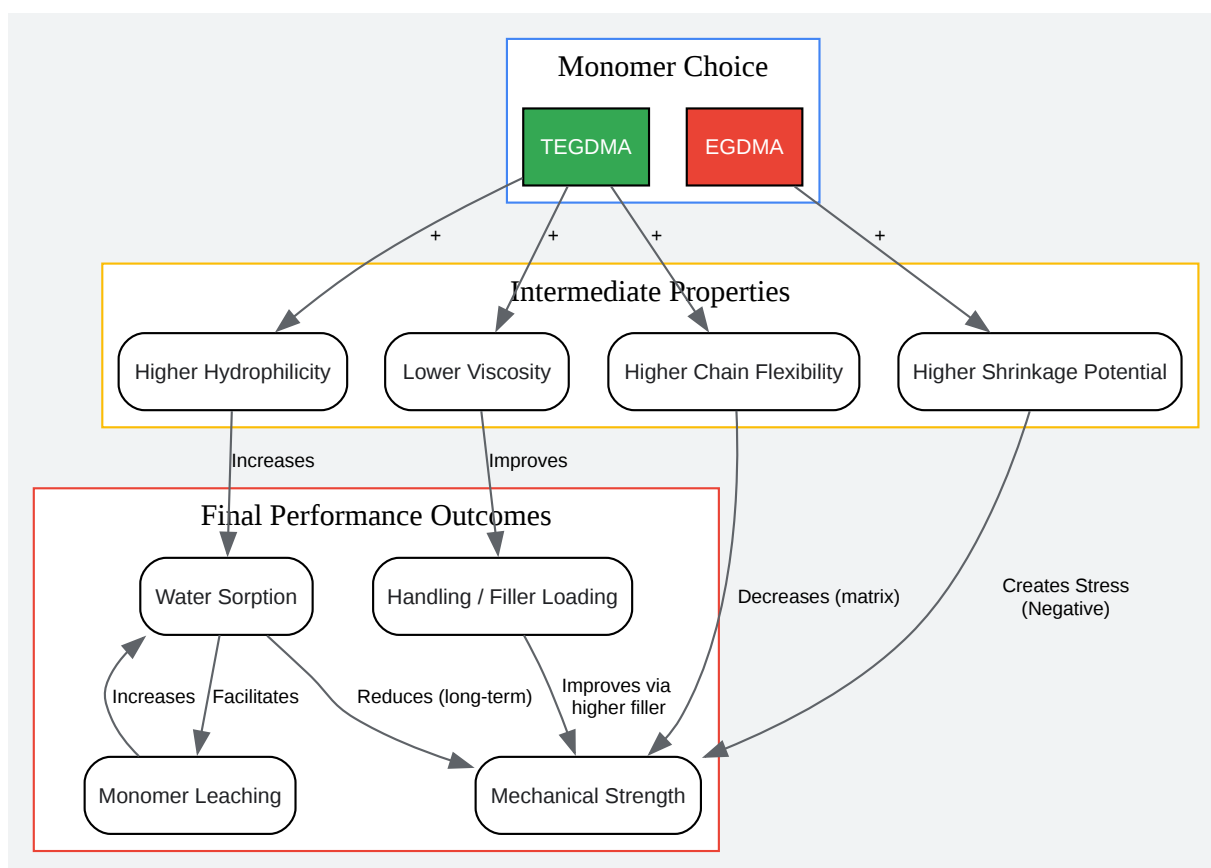 Monomer Choice
TEGDMA
EGDMA
+
+
+
+
Intermediate Properties
Higher Hydrophilicity
Lower Viscosity
Higher Chain Flexibility
Higher Shrinkage Potential
Increases
Improves
Final Performance Outcomes
Water Sorption
Handling / Filler Loading
Decreases (matrix)
Creates Stress
(Negative)
Increases
Facilitates
Reduces (long-term)
Improves via
higher filler
Monomer Leaching
Mechanical Strength